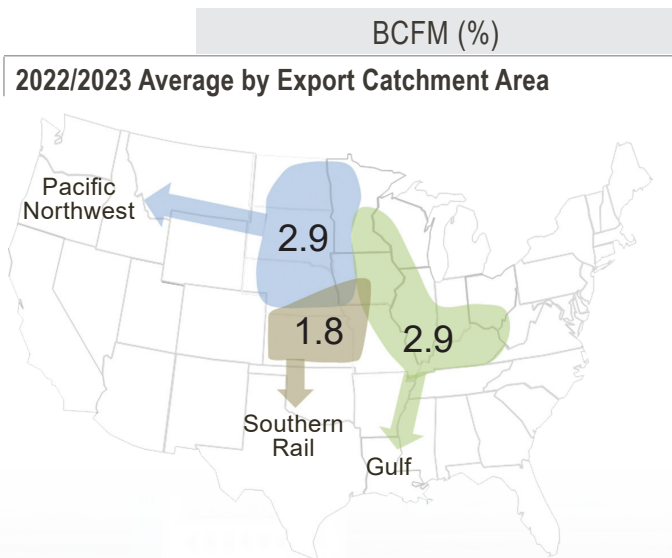 BCFM (%)
2022/2023 Average by Export Catchment Area
Pacific
Northwest
2.9
1.8
2.9
Southern
Rail
Gulf